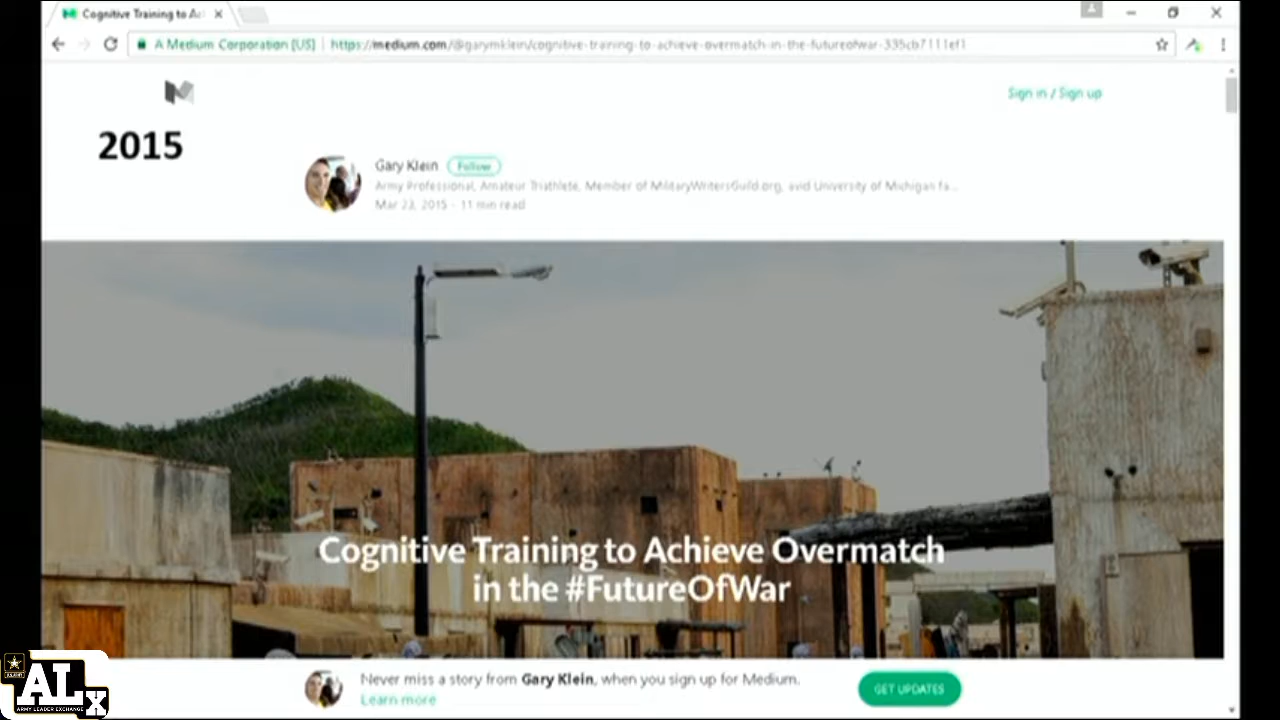 Cognitive Training to Ac
A Medium Corporation [US]
https://medium.com/@garymklein/cognitive-training-to-achieve-overmatch-in-the-futureofwar-335cb7111ef1
Sign in / Sign up
2015
Gary Klein Follow
Army Professional, Amateur Triathlete, Member of MilitaryWritersGuild.org, avid University of Michigan fa...
Mar 23, 2015 · 11 min read
Cognitive Training to Achieve Overmatch
in the #FutureOfWar
Never miss a story from Gary Klein, when you sign up for Medium.
Learn more
GET UPDATES
U.S. ARMY
ALx
ARMY LEADER EXCHANGE